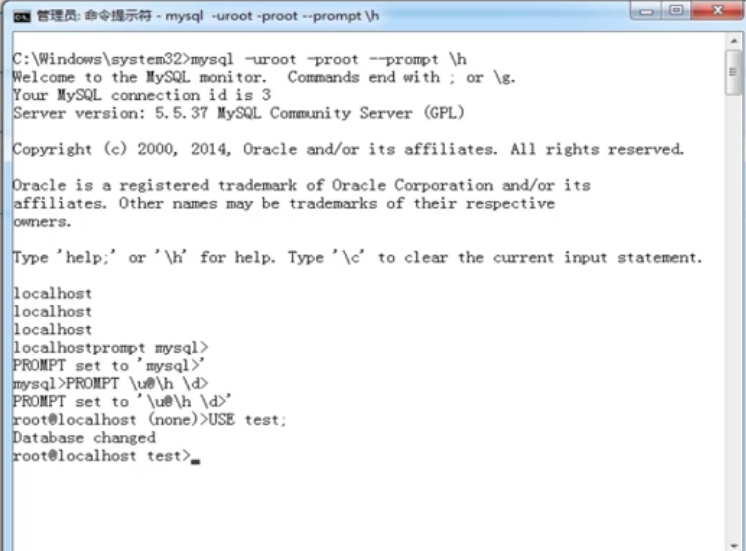 管理员: 命令提示符 - mysql -uroot -proot --prompt \h
C:\Windows\system32>mysql -uroot -proot --prompt \h
Welcome to the MySQL monitor.  Commands end with ; or \g.
Your MySQL connection id is 3
Server version: 5.5.37 MySQL Community Server (GPL)
Copyright (c) 2000, 2014, Oracle and/or its affiliates. All rights reserved.
Oracle is a registered trademark of Oracle Corporation and/or its
affiliates. Other names may be trademarks of their respective
owners.
Type 'help;' or '\h' for help. Type '\c' to clear the current input statement.
localhost
localhost
localhost
localhostprompt mysql>
PROMPT set to 'mysql>'
mysql>PROMPT \u@\h \d>
PROMPT set to '\u@\h \d>'
root@localhost (none)>USE test;
Database changed
root@localhost test>